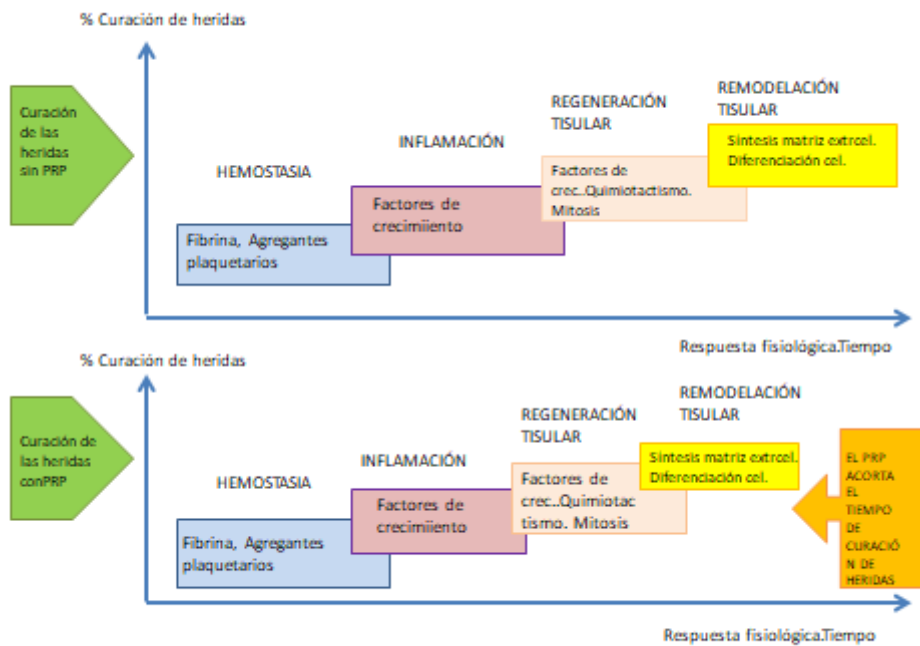 % Curación de heridas
Curación
de las
heridas
sin PRP
HEMOSTASIA
Fibrina, Agregantes
plaquetarios
INFLAMACIÓN
Factores de
crecimiiento
REGENERACIÓN
TISULAR
Factores de
crec..Quimiotactismo.
Mitosis
REMODELACIÓN
TISULAR
Síntesis matriz extrcel.
Diferenciación cel.
Respuesta fisiológica.Tiempo
% Curación de heridas
Curación de
las heridas
conPRP
HEMOSTASIA
Fibrina, Agregantes
plaquetarios
INFLAMACIÓN
Factores de
crecimiiento
REGENERACIÓN
TISULAR
Factores de
crec..Quimiotac
tismo. Mitosis
REMODELACIÓN
TISULAR
Síntesis matriz extrcel.
Diferenciación cel.
EL PRP
ACORTA
EL
TIEMPO
DE
CURACIÓ
N DE
HERIDAS
Respuesta fisiológica.Tiempo